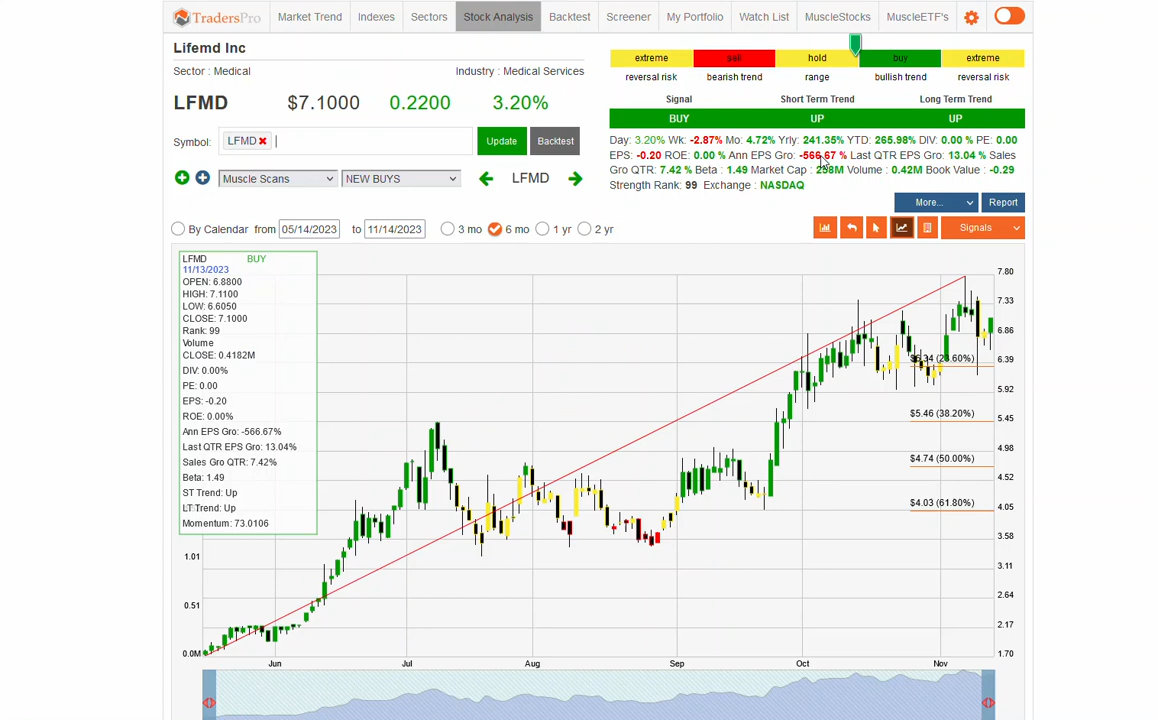 TradersPro Market Trend Indexes Sectors Stock Analysis Backtest Screener My Portfolio Watch List MuscleStocks MuscleETF's
Lifemd Inc
Sector : Medical Industry : Medical Services
LFMD $7.1000 0.2200 3.20%
Symbol: LFMD Update Backtest
Muscle Scans NEW BUYS LFMD
extreme sell hold buy extreme
reversal risk bearish trend range bullish trend reversal risk
Signal Short Term Trend Long Term Trend
BUY UP UP
Day: 3.20% Wk: -2.87% Mo: 4.72% Yrly: 241.35% YTD: 265.98% DIV: 0.00 % PE: 0.00
EPS: -0.20 ROE: 0.00 % Ann EPS Gro: -566.67 % Last QTR EPS Gro: 13.04 % Sales
Gro QTR: 7.42 % Beta : 1.49 Market Cap : 258M Volume : 0.42M Book Value : -0.29
Strength Rank: 99 Exchange : NASDAQ
More... Report
By Calendar from 05/14/2023 to 11/14/2023 3 mo 6 mo 1 yr 2 yr Signals
LFMD BUY
11/13/2023
OPEN: 6.8800
HIGH: 7.1100
LOW: 6.6050
CLOSE: 7.1000
Rank: 99
Volume
CLOSE: 0.4182M
DIV: 0.00%
PE: 0.00
EPS: -0.20
ROE: 0.00%
Ann EPS Gro: -566.67%
Last QTR EPS Gro: 13.04%
Sales Gro QTR: 7.42%
Beta: 1.49
ST Trend: Up
LT Trend: Up
Momentum: 73.0106
1.01
0.51
0.0M
7.80
7.33
6.86
6.39
5.92
5.45
4.98
4.52
4.05
3.58
3.11
2.64
2.17
1.70
$6.34 (23.60%)
$5.46 (38.20%)
$4.74 (50.00%)
$4.03 (61.80%)
Jun Jul Aug Sep Oct Nov